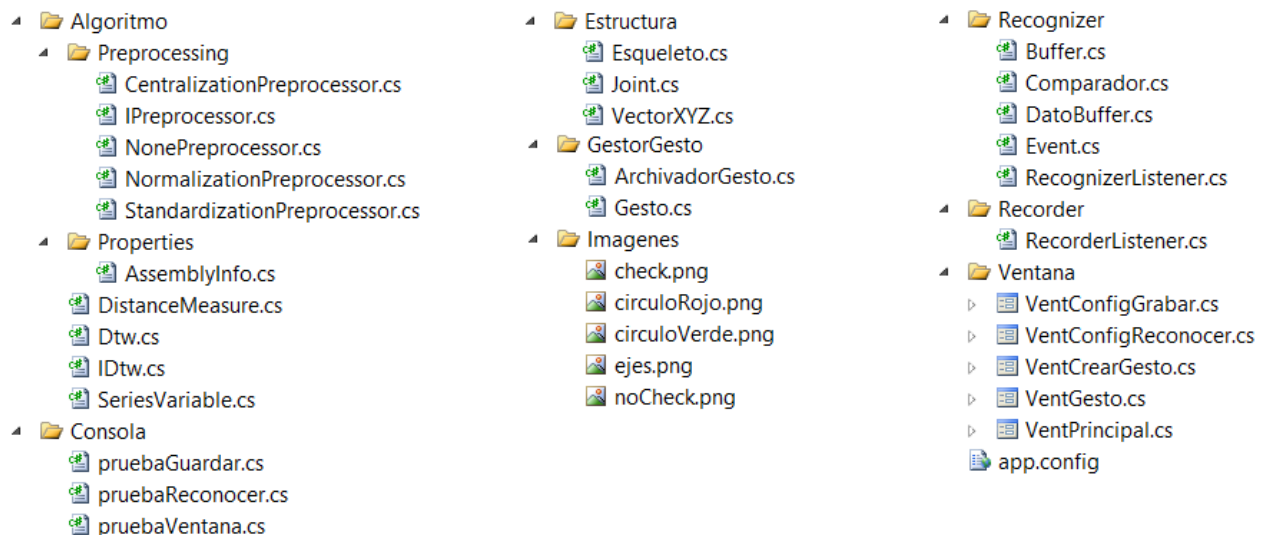 Algoritmo
Preprocessing
CentralizationPreprocessor.cs
IPreprocessor.cs
NonePreprocessor.cs
NormalizationPreprocessor.cs
StandardizationPreprocessor.cs
Properties
AssemblyInfo.cs
DistanceMeasure.cs
Dtw.cs
IDtw.cs
SeriesVariable.cs
Consola
pruebaGuardar.cs
pruebaReconocer.cs
pruebaVentana.cs
Estructura
Esqueleto.cs
Joint.cs
VectorXYZ.cs
GestorGesto
ArchivadorGesto.cs
Gesto.cs
Imagenes
check.png
circuloRojo.png
circuloVerde.png
ejes.png
noCheck.png
Recognizer
Buffer.cs
Comparador.cs
DatoBuffer.cs
Event.cs
RecognizerListener.cs
Recorder
RecorderListener.cs
Ventana
VentConfigGrabar.cs
VentConfigReconocer.cs
VentCrearGesto.cs
VentGesto.cs
VentPrincipal.cs
app.config